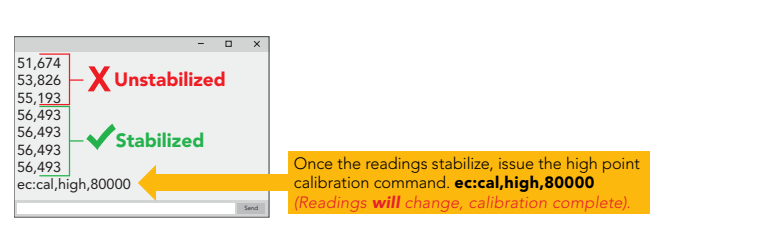 51,674
53,826
55,193
X Unstabilized
56,493
56,493
56,493
56,493
Stabilized
ec:cal,high,80000
Send
Once the readings stabilize, issue the high point
calibration command. ec:cal,high,80000
(Readings will change, calibration complete).